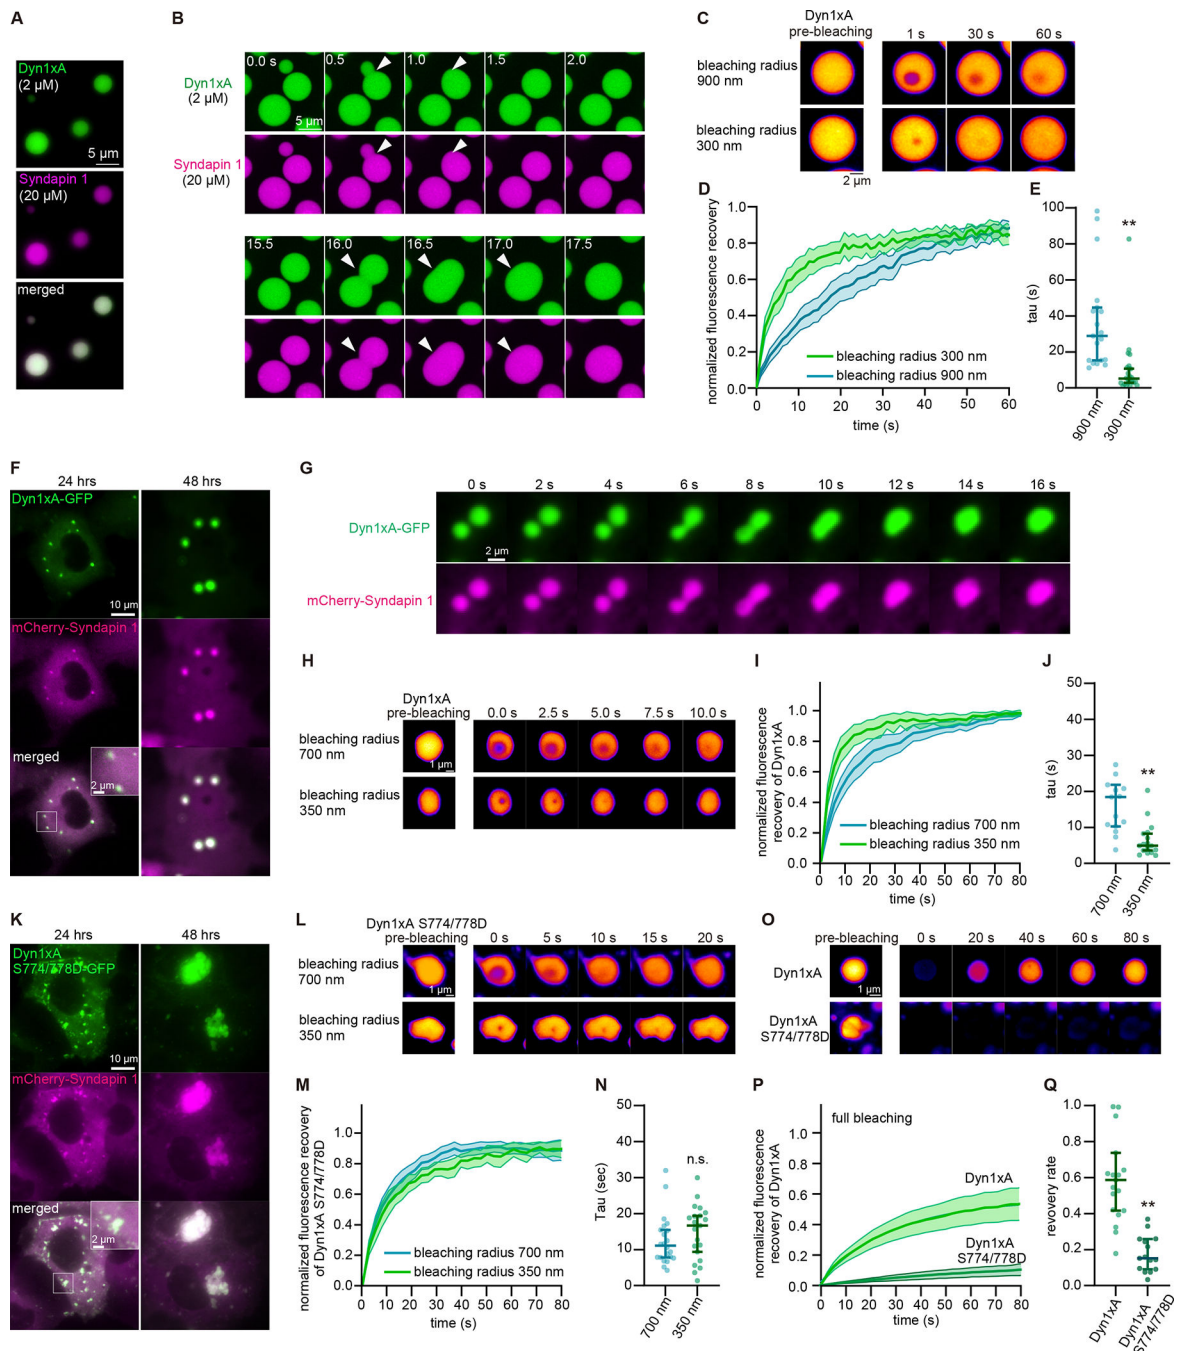 A
Dyn1xA
(2 µM)
5 µm
Syndapin 1
(20 µM)
merged
B
Dyn1xA
(2 µM)
Syndapin 1
(20 µM)
0.0 s
0.5
1.0
1.5
2.0
5 µm
15.5
16.0
16.5
17.0
17.5
C
Dyn1xA
pre-bleaching
1 s
30 s
60 s
bleaching radius
900 nm
bleaching radius
300 nm
2 µm
D
normalized fluorescence recovery
1.0
0.8
0.6
0.4
0.2
0.0
bleaching radius 300 nm
bleaching radius 900 nm
0 10 20 30 40 50 60
time (s)
E
tau (s)
100
80
60
40
20
0
**
900 nm
300 nm
F
24 hrs
48 hrs
Dyn1xA-GFP
10 µm
mCherry-Syndapin 1
merged
2 µm
G
0 s
2 s
4 s
6 s
8 s
10 s
12 s
14 s
16 s
Dyn1xA-GFP
2 µm
mCherry-Syndapin 1
H
Dyn1xA
pre-bleaching
0.0 s
2.5 s
5.0 s
7.5 s
10.0 s
bleaching radius
700 nm
1 µm
bleaching radius
350 nm
I
normalized fluorescence
recovery of Dyn1xA
1.0
0.8
0.6
0.4
0.2
0.0
bleaching radius 700 nm
bleaching radius 350 nm
0 10 20 30 40 50 60 70 80
time (s)
J
tau (s)
50
40
30
20
10
0
**
700 nm
350 nm
K
24 hrs
48 hrs
Dyn1xA
S774/778D-GFP
10 µm
mCherry-Syndapin 1
merged
2 µm
L
Dyn1xA S774/778D
pre-bleaching
0 s
5 s
10 s
15 s
20 s
bleaching radius
700 nm
1 µm
bleaching radius
350 nm
M
normalized fluorescence recovery
of Dyn1xA S774/778D
1.0
0.8
0.6
0.4
0.2
0.0
bleaching radius 700 nm
bleaching radius 350 nm
0 10 20 30 40 50 60 70 80
time (s)
N
Tau (sec)
50
40
30
20
10
0
n.s.
700 nm
350 nm
O
pre-bleaching
0 s
20 s
40 s
60 s
80 s
Dyn1xA
1 µm
Dyn1xA
S774/778D
P
full bleaching
normalized fluorescence
recovery of Dyn1xA
1.0
0.8
0.6
0.4
0.2
0.0
Dyn1xA
Dyn1xA
S774/778D
0 10 20 30 40 50 60 70 80
time (s)
Q
revovery rate
1.0
0.8
0.6
0.4
0.2
0.0
**
Dyn1xA
Dyn1xA
S774/778D